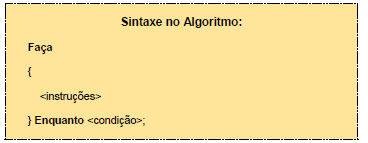 Sintaxe no Algoritmo:
Faça
{
<instruções>
} Enquanto <condição>;